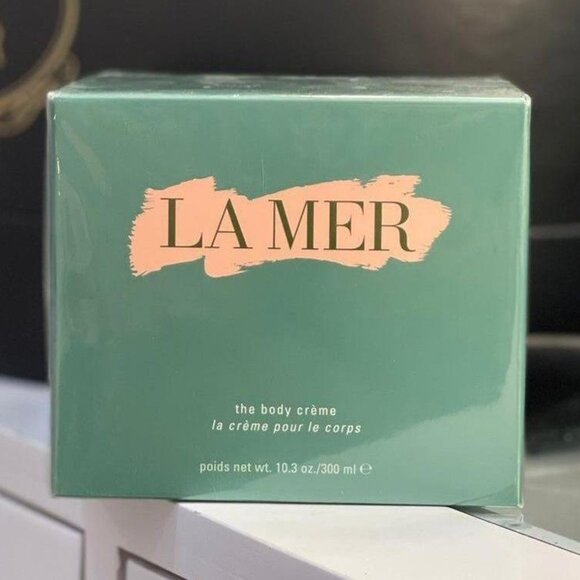 LA MER
the body crème
la crème pour le corps
poids net wt. 10.3 oz./300 ml ℮